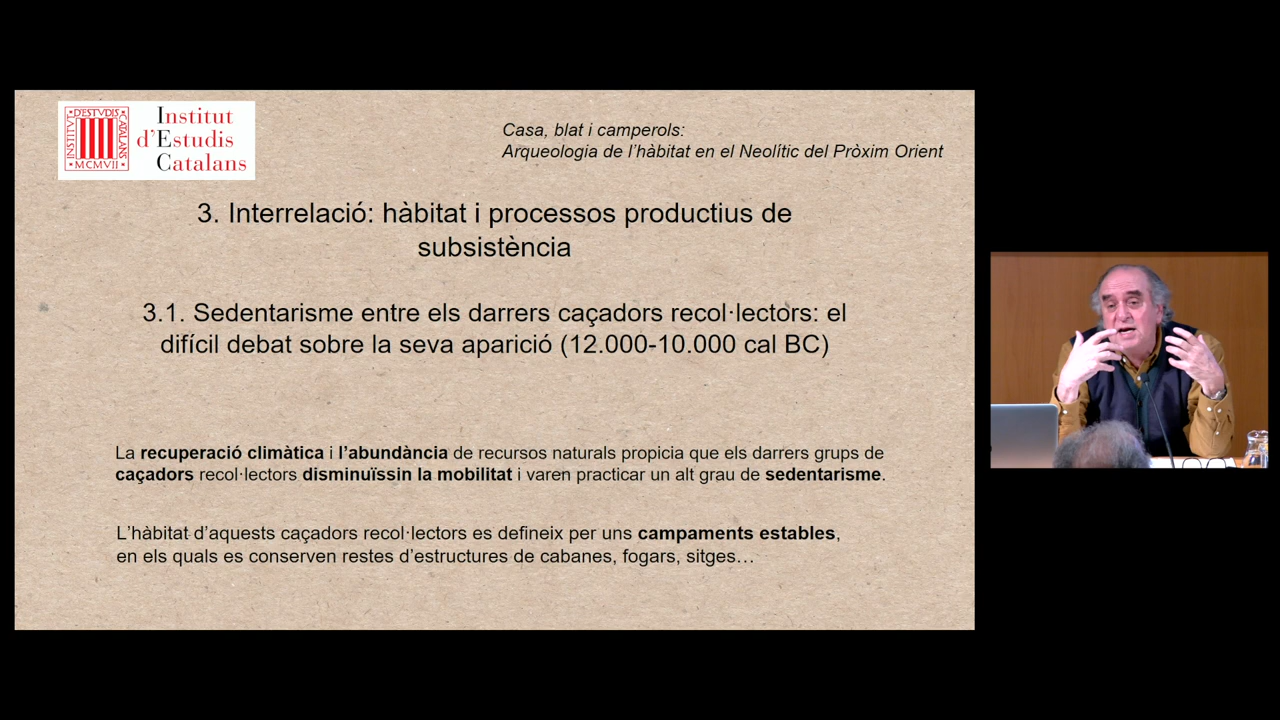 INSTITUT
D'ESTVDIS
CATALANS
MCMVII
Institut
d'Estudis
Catalans
Casa, blat i camperols:
Arqueologia de l'hàbitat en el Neolític del Pròxim Orient
3. Interrelació: hàbitat i processos productius de
subsistència
3.1. Sedentarisme entre els darrers caçadors recol·lectors: el
difícil debat sobre la seva aparició (12.000-10.000 cal BC)
La recuperació climàtica i l'abundància de recursos naturals propicia que els darrers grups de
caçadors recol·lectors disminuïssin la mobilitat i varen practicar un alt grau de sedentarisme.
L'hàbitat d'aquests caçadors recol·lectors es defineix per uns campaments estables,
en els quals es conserven restes d'estructures de cabanes, fogars, sitges…